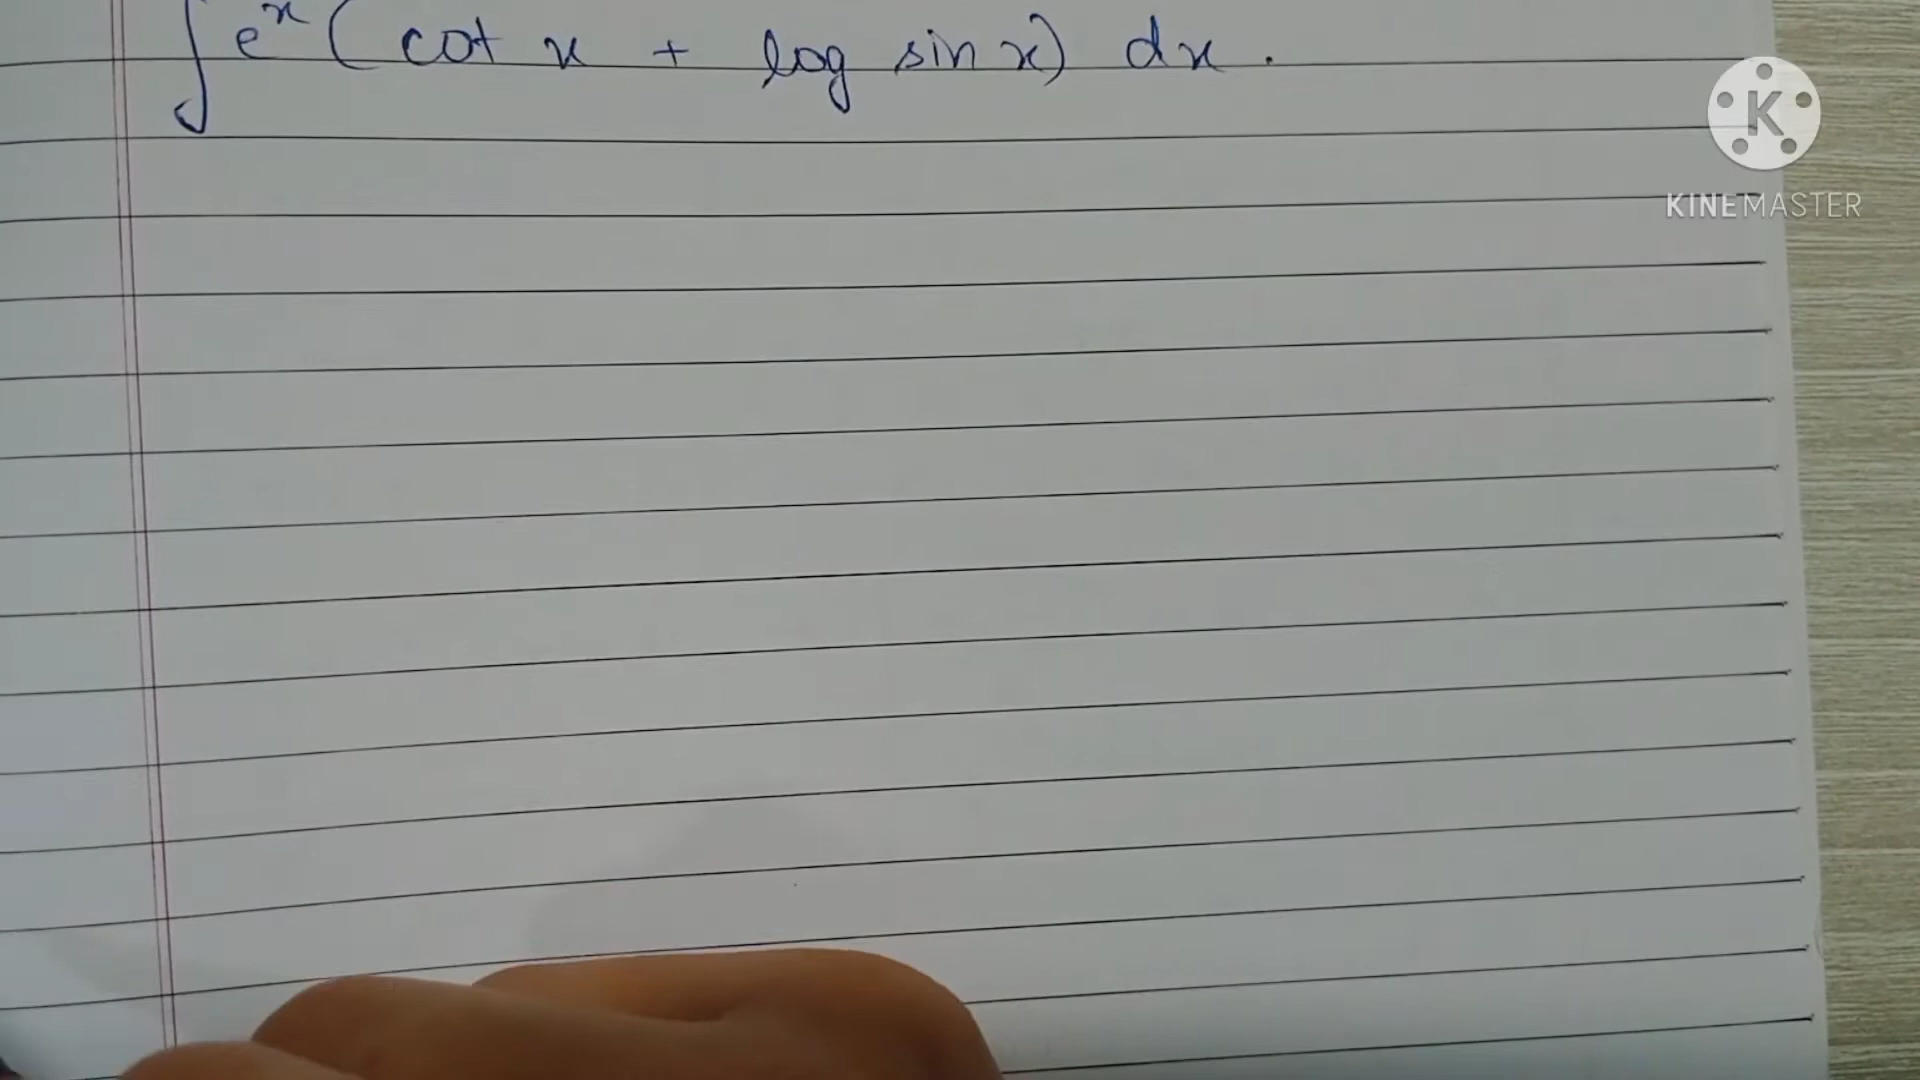 ∫ e^x ( cot x + log sin x) dx .
K
KINEMASTER